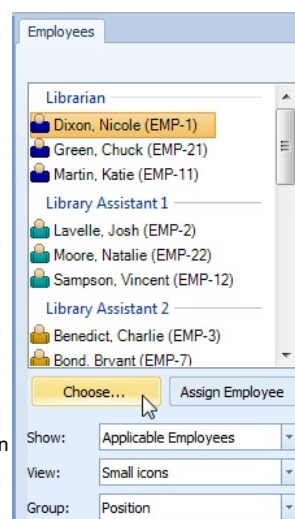 Employees
Librarian
Dixon, Nicole (EMP-1)
Green, Chuck (EMP-21)
Martin, Katie (EMP-11)
Library Assistant 1
Lavelle, Josh (EMP-2)
Moore, Natalie (EMP-22)
Sampson, Vincent (EMP-12)
Library Assistant 2
Benedict, Charlie (EMP-3)
Bond, Bryant (EMP-7)
Choose... Assign Employee
Show: Applicable Employees
View: Small icons
Group: Position